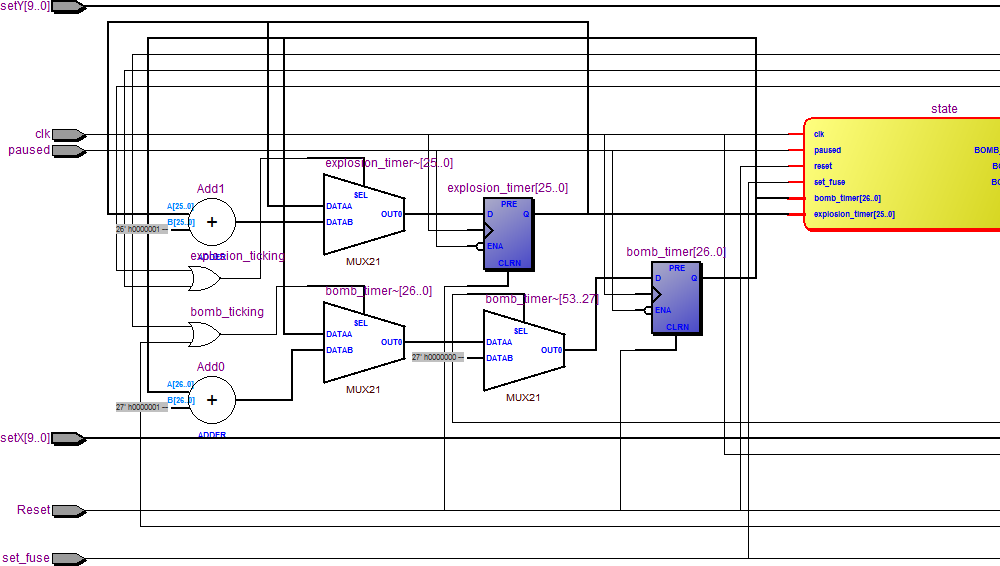 setY[9..0]
state
clk
paused
clk
paused
reset
set_fuse
bomb_timer[26..0]
explosion_timer[25..0]
BOMB_
BO
BO
explosion_timer~[25..0]
SEL
DATAA
DATAB
OUT0
MUX21
explosion_timer[25..0]
PRE
D
Q
ENA
CLRN
Add1
A[25..0]
B[25..0]
26' h0000001
+
ADDER
explosion_ticking
bomb_timer[26..0]
PRE
D
Q
ENA
CLRN
bomb_timer~[26..0]
SEL
DATAA
DATAB
OUT0
MUX21
bomb_timer~[53..27]
SEL
DATAA
DATAB
OUT0
27' h0000000
MUX21
bomb_ticking
Add0
A[26..0]
B[26..0]
27' h0000001
+
ADDER
setX[9..0]
Reset
set_fuse